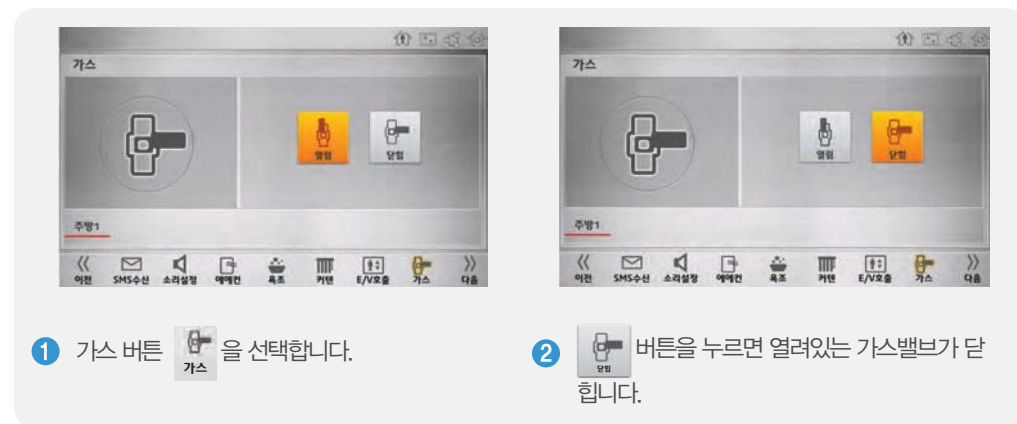 가스
열림
닫힘
주방1
이전 SMS수신 소리설정 에어컨 욕조 커텐 E/V호출 가스 다음
가스
열림
닫힘
주방1
이전 SMS수신 소리설정 에어컨 욕조 커텐 E/V호출 가스 다음
1 가스 버튼 가스 을 선택합니다.
2 닫힘 버튼을 누르면 열려있는 가스밸브가 닫
힙니다.